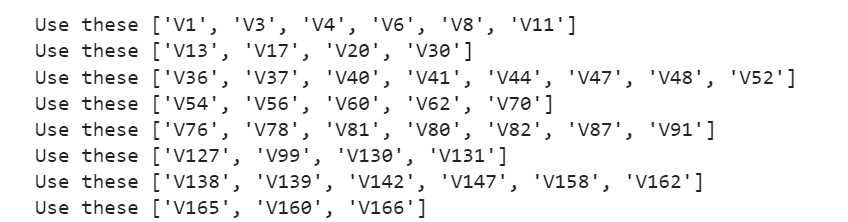 Use these ['V1', 'V3', 'V4', 'V6', 'V8', 'V11']
Use these ['V13', 'V17', 'V20', 'V30']
Use these ['V36', 'V37', 'V40', 'V41', 'V44', 'V47', 'V48', 'V52']
Use these ['V54', 'V56', 'V60', 'V62', 'V70']
Use these ['V76', 'V78', 'V81', 'V80', 'V82', 'V87', 'V91']
Use these ['V127', 'V99', 'V130', 'V131']
Use these ['V138', 'V139', 'V142', 'V147', 'V158', 'V162']
Use these ['V165', 'V160', 'V166']